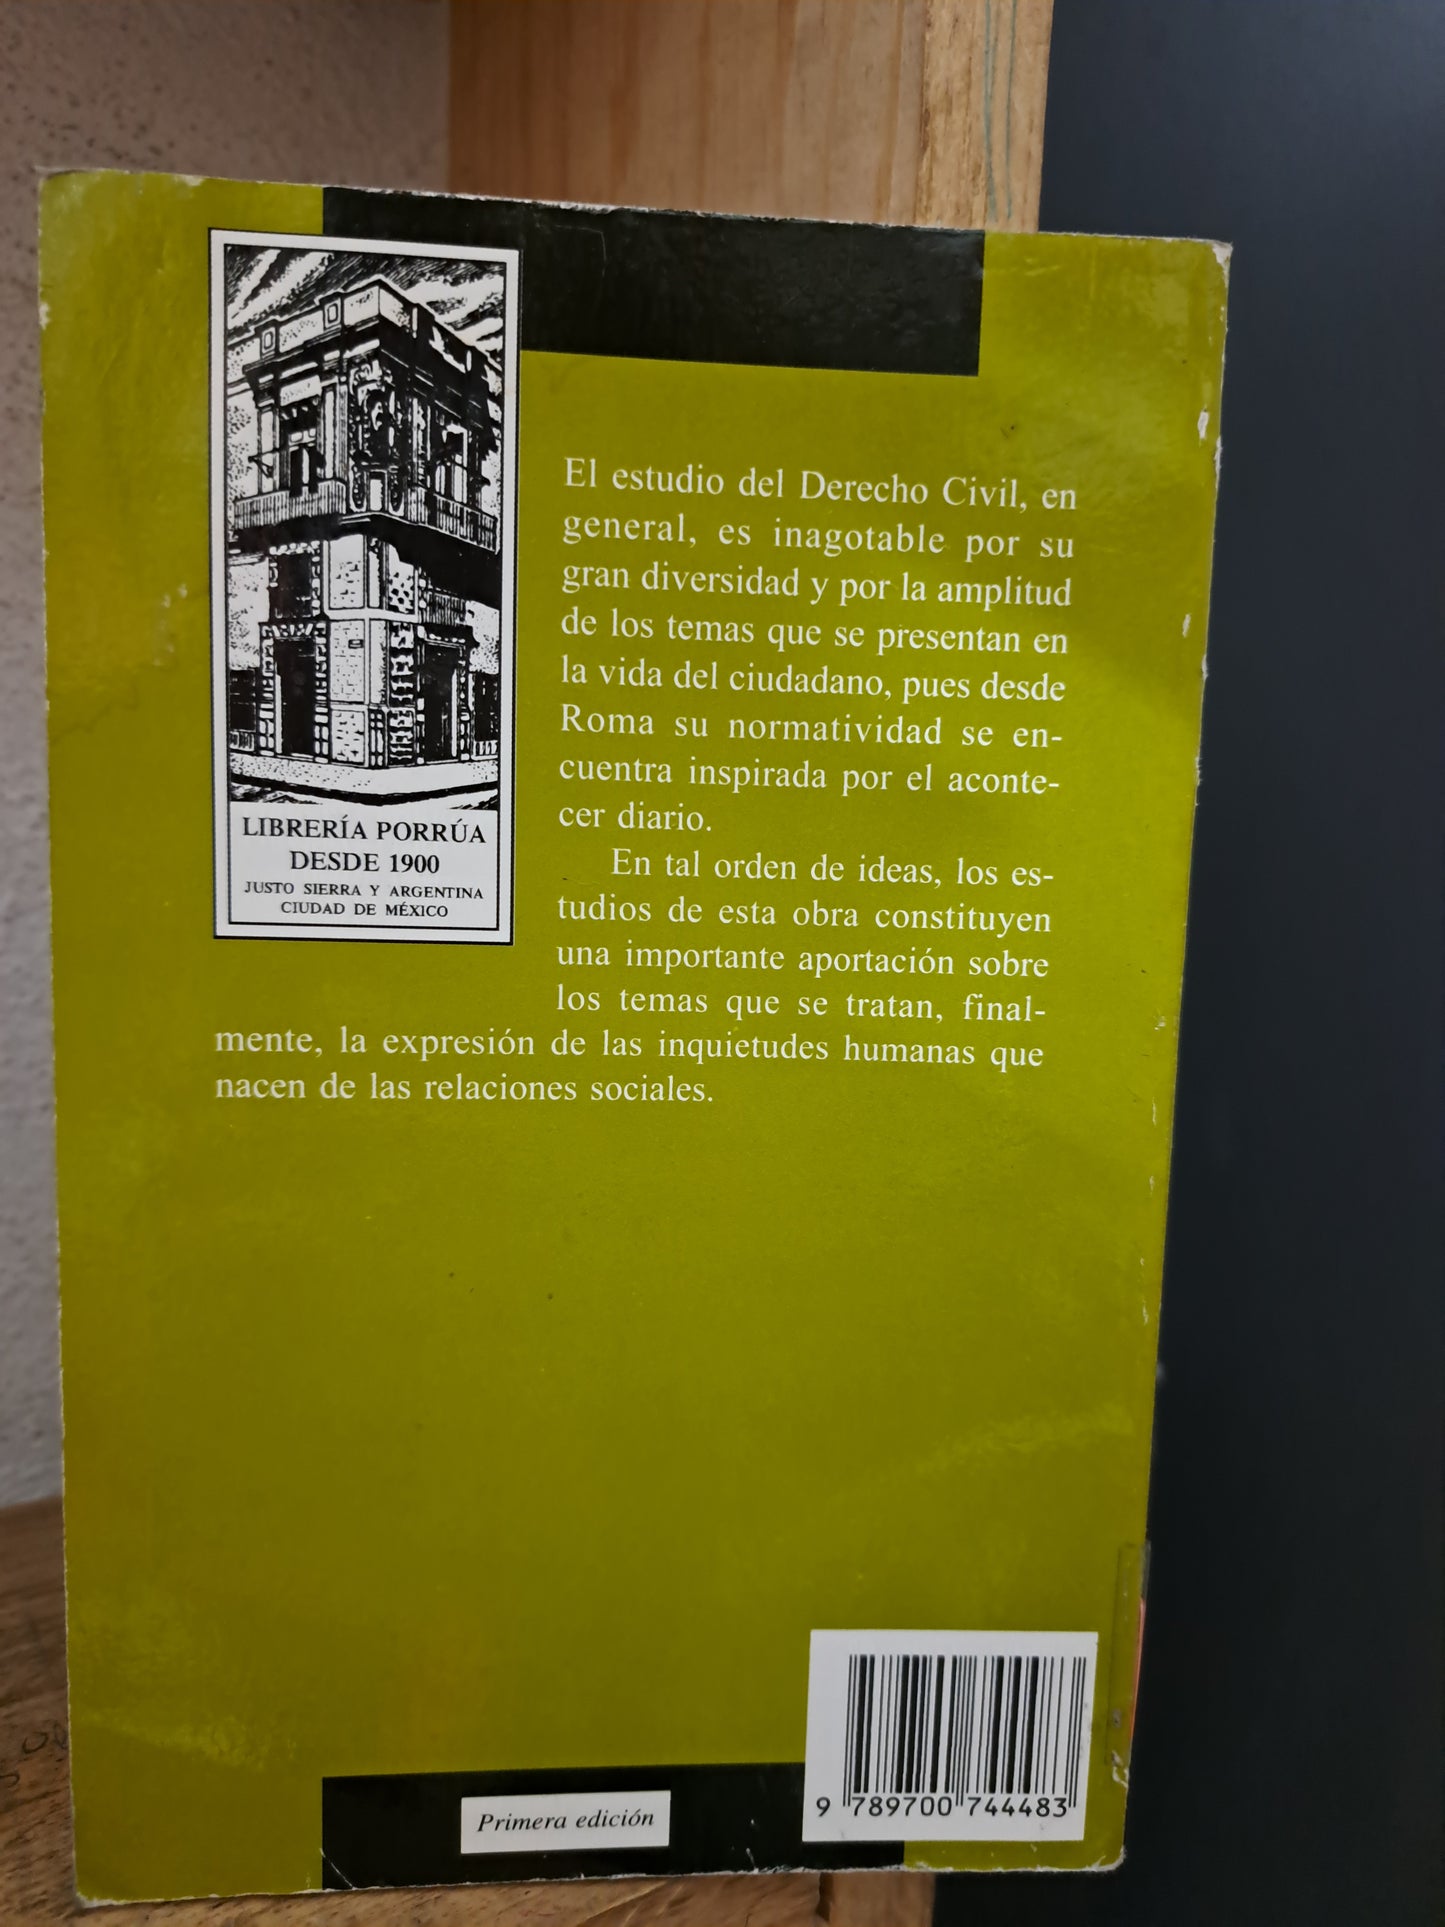 LIBRERÍA PORRÚA
DESDE 1900
JUSTO SIERRA Y ARGENTINA
CIUDAD DE MÉXICO
El estudio del Derecho Civil, en
general, es inagotable por su
gran diversidad y por la amplitud
de los temas que se presentan en
la vida del ciudadano, pues desde
Roma su normatividad se en-
cuentra inspirada por el aconte-
cer diario.
En tal orden de ideas, los es-
tudios de esta obra constituyen
una importante aportación sobre
los temas que se tratan, final-
mente, la expresión de las inquietudes humanas que
nacen de las relaciones sociales.
9 789700 744483
Primera edición